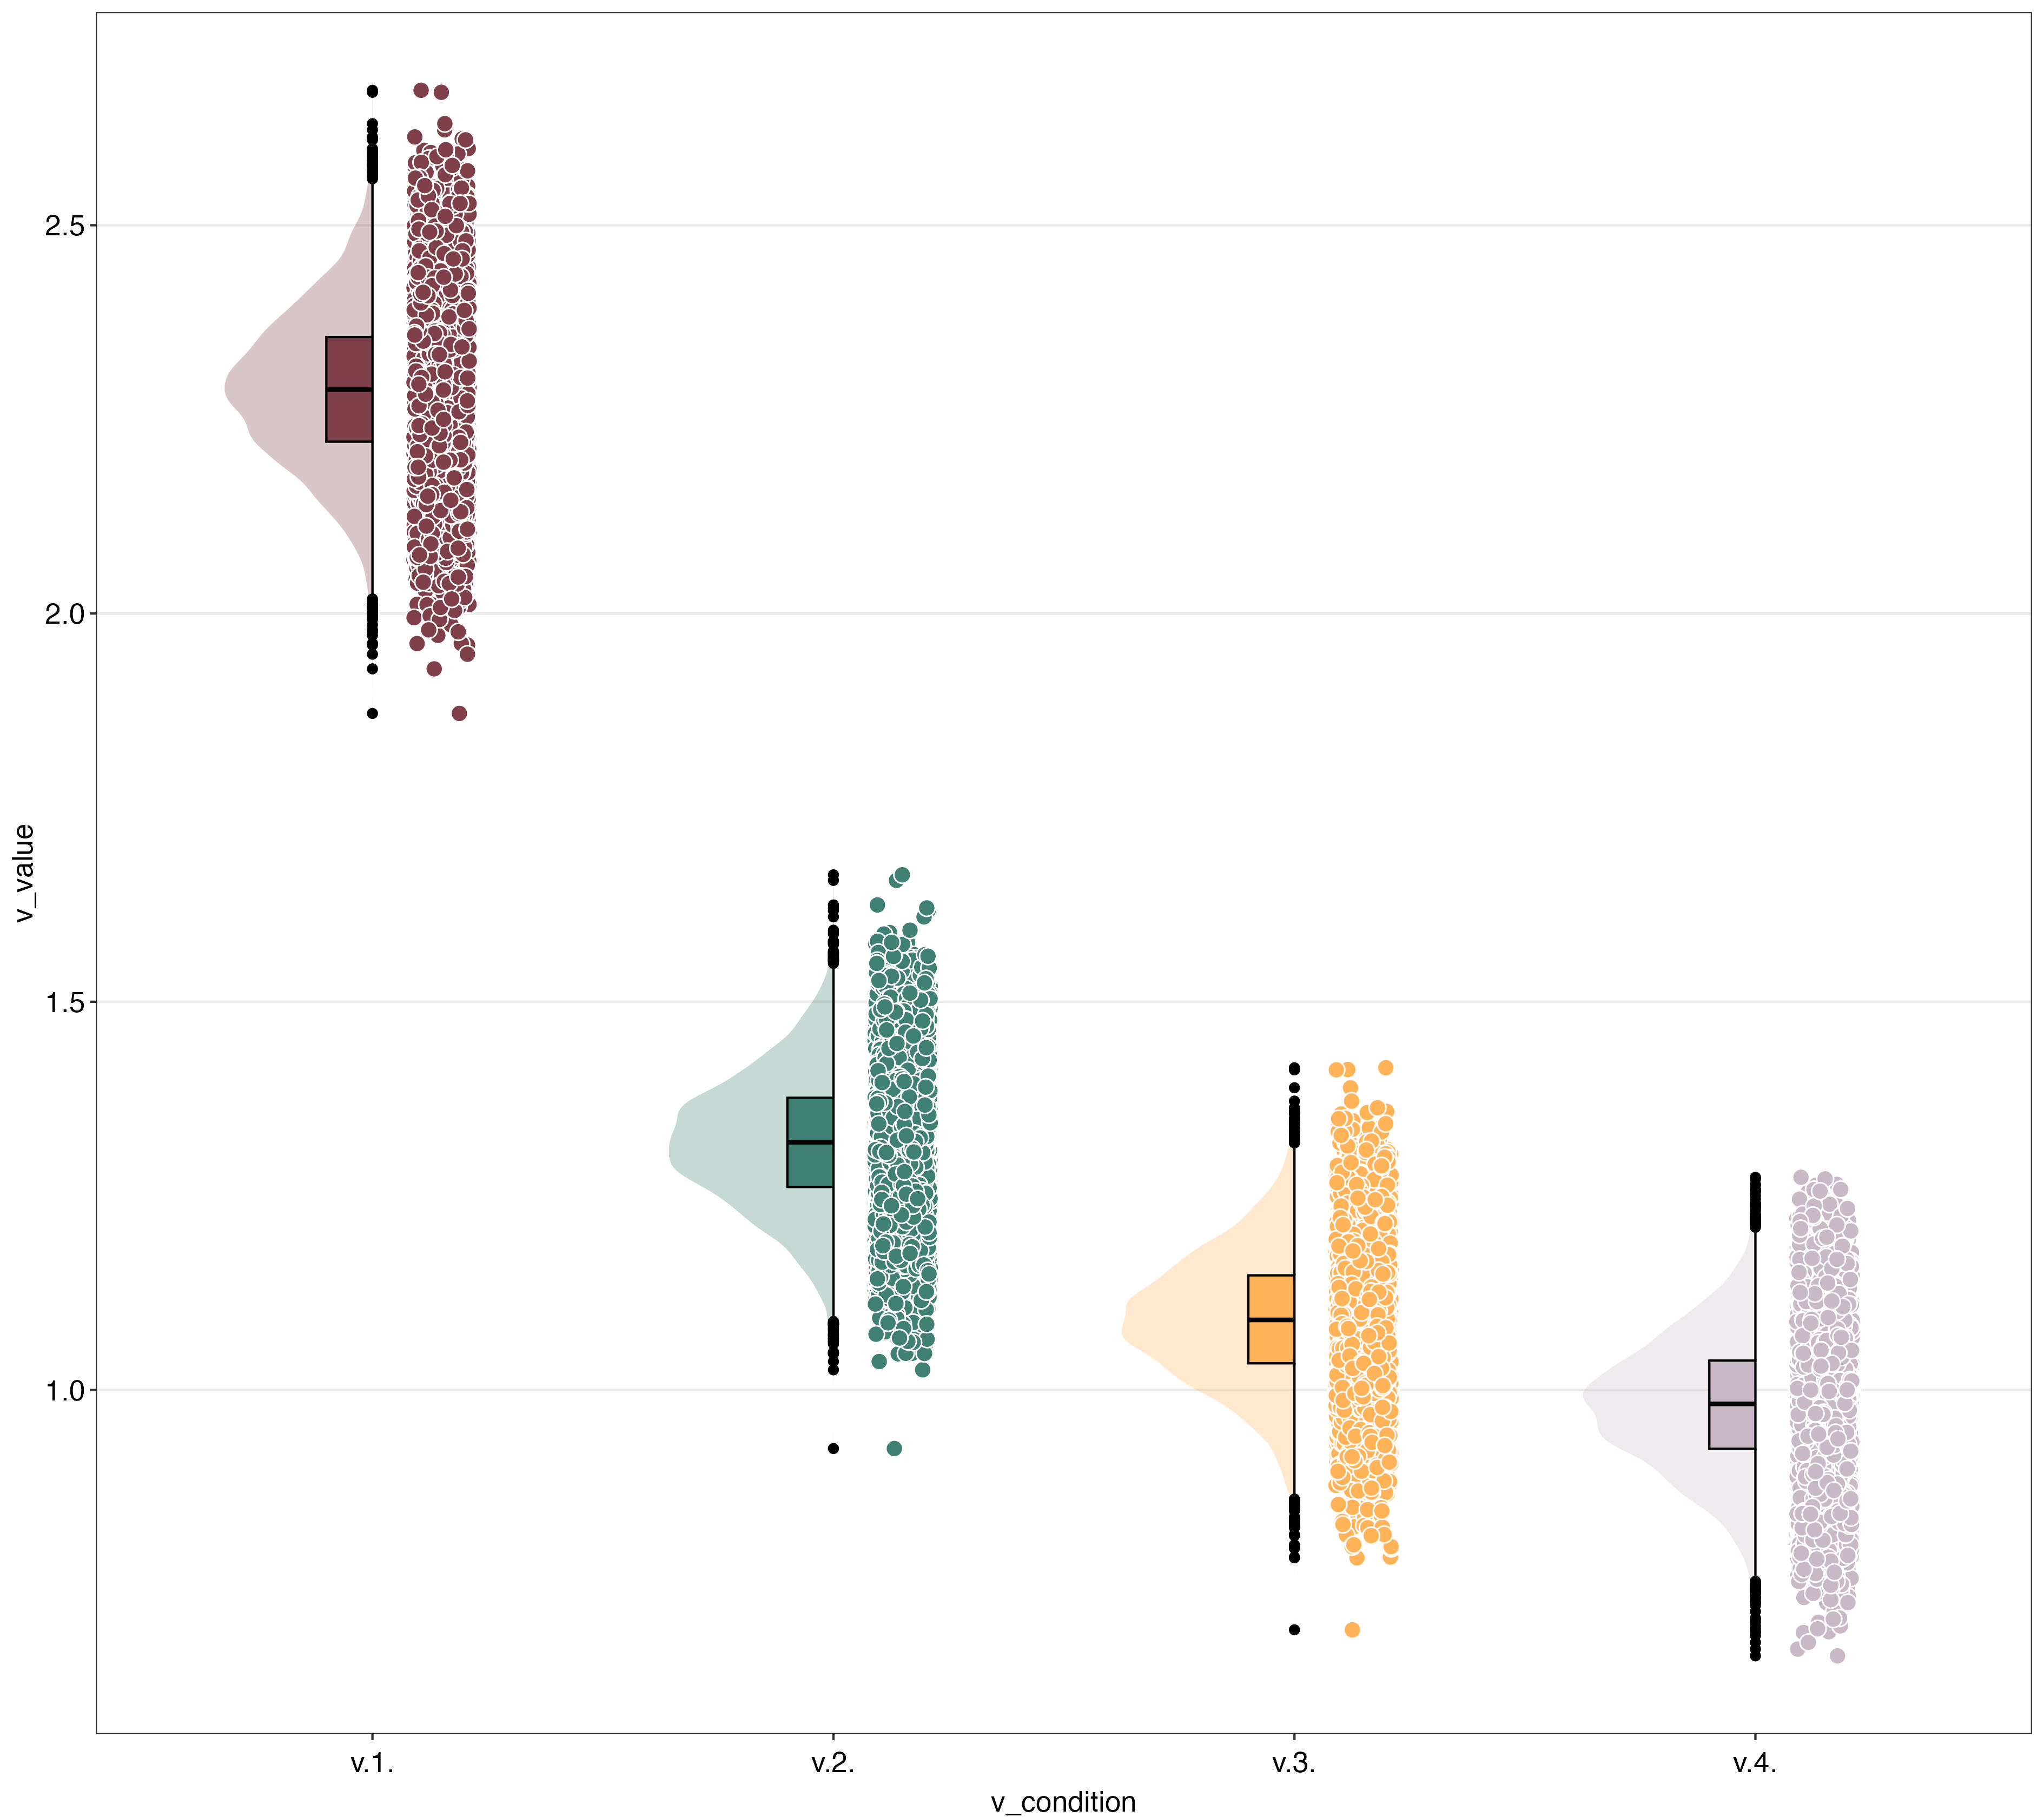 2.5
2.0
1.5
1.0
v_value
v.1.
v.2.
v.3.
v.4.
v_condition